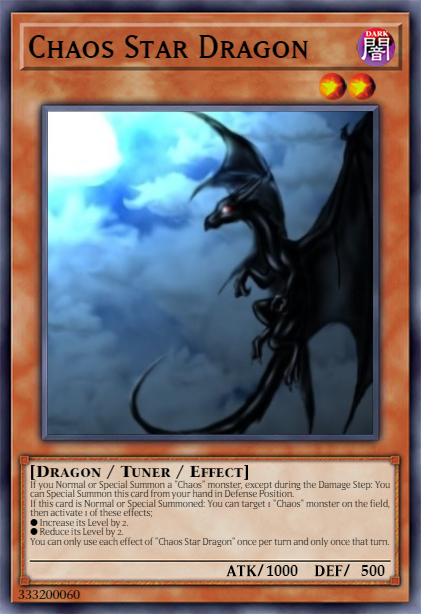 Chaos Star Dragon
DARK
闇
[Dragon / Tuner / Effect]
If you Normal or Special Summon a "Chaos" monster, except during the Damage Step: You
can Special Summon this card from your hand in Defense Position.
If this card is Normal or Special Summoned: You can target 1 "Chaos" monster on the field,
then activate 1 of these effects;
● Increase its Level by 2.
● Reduce its Level by 2.
You can only use each effect of "Chaos Star Dragon" once per turn and only once that turn.
ATK/1000 DEF/ 500
333200060